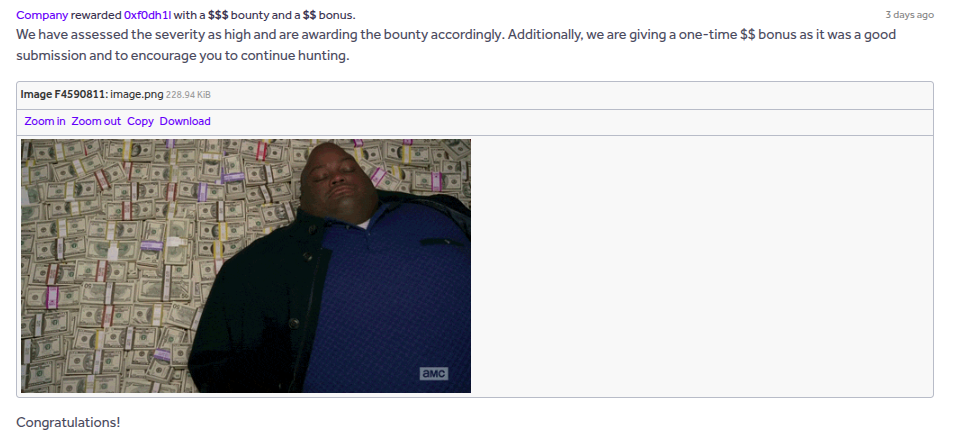 Company rewarded 0xf0dh1l with a $$$ bounty and a $$ bonus.
3 days ago
We have assessed the severity as high and are awarding the bounty accordingly. Additionally, we are giving a one-time $$ bonus as it was a good
submission and to encourage you to continue hunting.
Image F4590811: image.png 228.94 KiB
Zoom in Zoom out Copy Download
aMC
Congratulations!